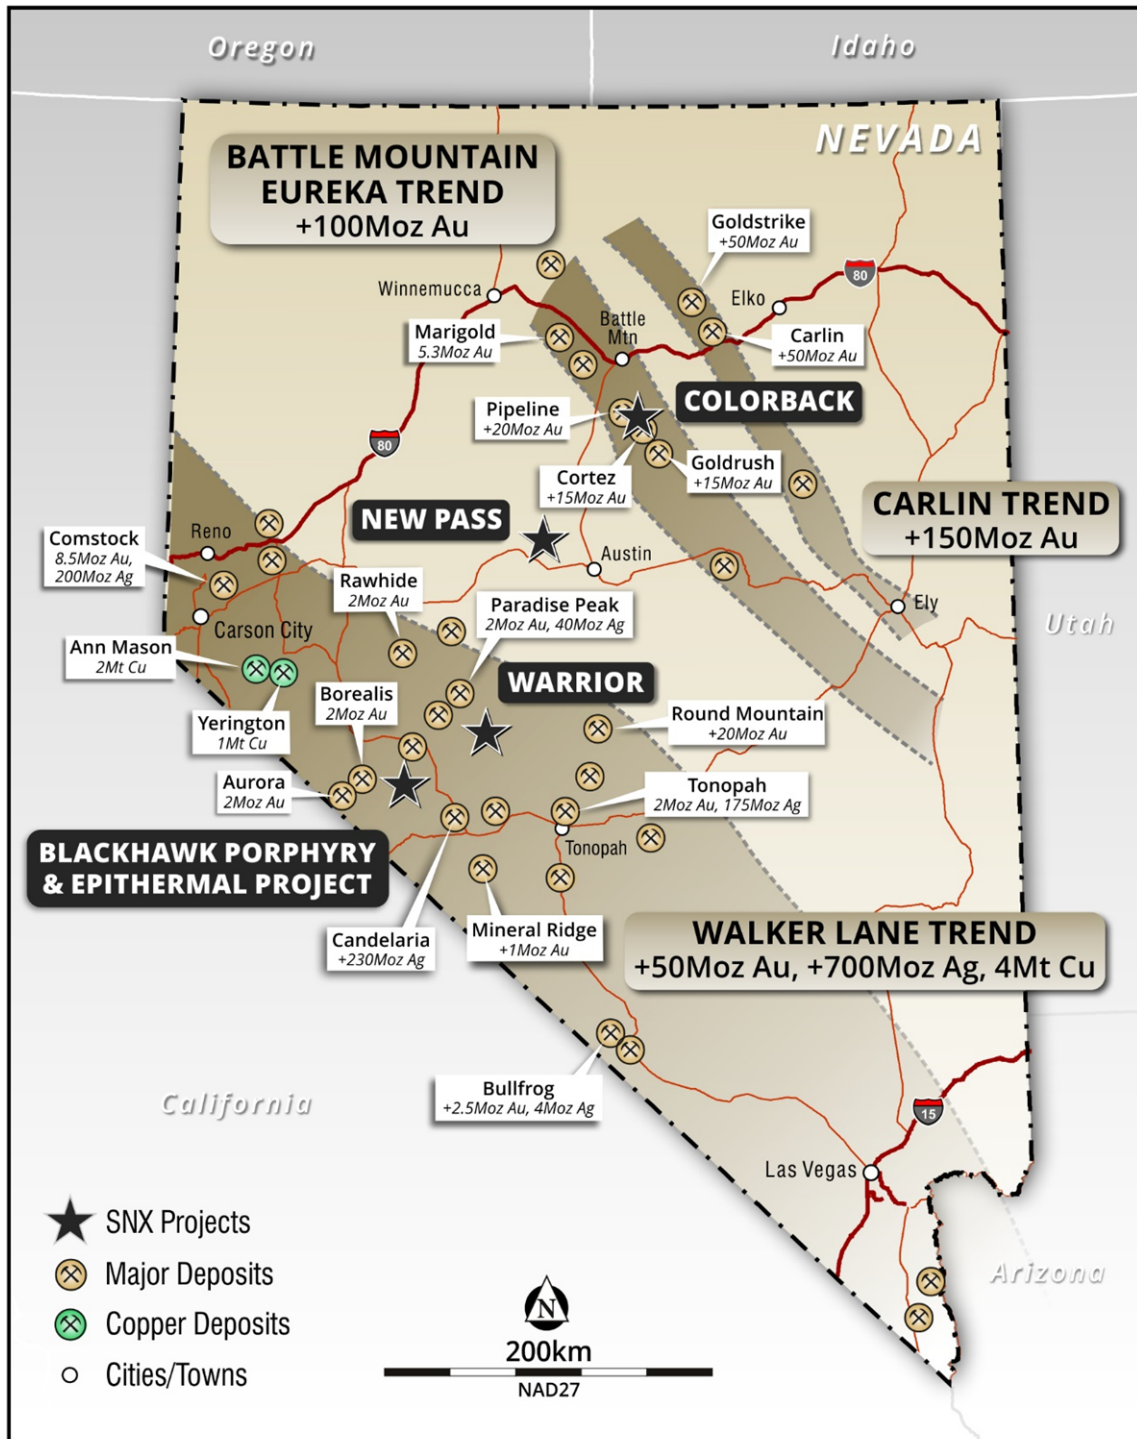 Oregon
Idaho
NEVADA
BATTLE MOUNTAIN
EUREKA TREND
+100Moz Au
Goldstrike
+50Moz Au
80
Winnemucca
Elko
Battle
Mtn
Marigold
5.3Moz Au
Carlin
+50Moz Au
COLORBACK
Pipeline
+20Moz Au
80
Goldrush
+15Moz Au
Cortez
+15Moz Au
CARLIN TREND
+150Moz Au
NEW PASS
Reno
Comstock
8.5Moz Au,
200Moz Ag
Austin
Rawhide
2Moz Au
Paradise Peak
2Moz Au, 40Moz Ag
Ely
Utah
Carson City
Ann Mason
2Mt Cu
WARRIOR
Borealis
2Moz Au
Yerington
1Mt Cu
Round Mountain
+20Moz Au
Aurora
2Moz Au
Tonopah
2Moz Au, 175Moz Ag
Tonopah
BLACKHAWK PORPHYRY
& EPITHERMAL PROJECT
Candelaria
+230Moz Ag
Mineral Ridge
+1Moz Au
WALKER LANE TREND
+50Moz Au, +700Moz Ag, 4Mt Cu
Bullfrog
+2.5Moz Au, 4Moz Ag
California
15
Las Vegas
Arizona
SNX Projects
Major Deposits
Copper Deposits
Cities/Towns
N
200km
NAD27